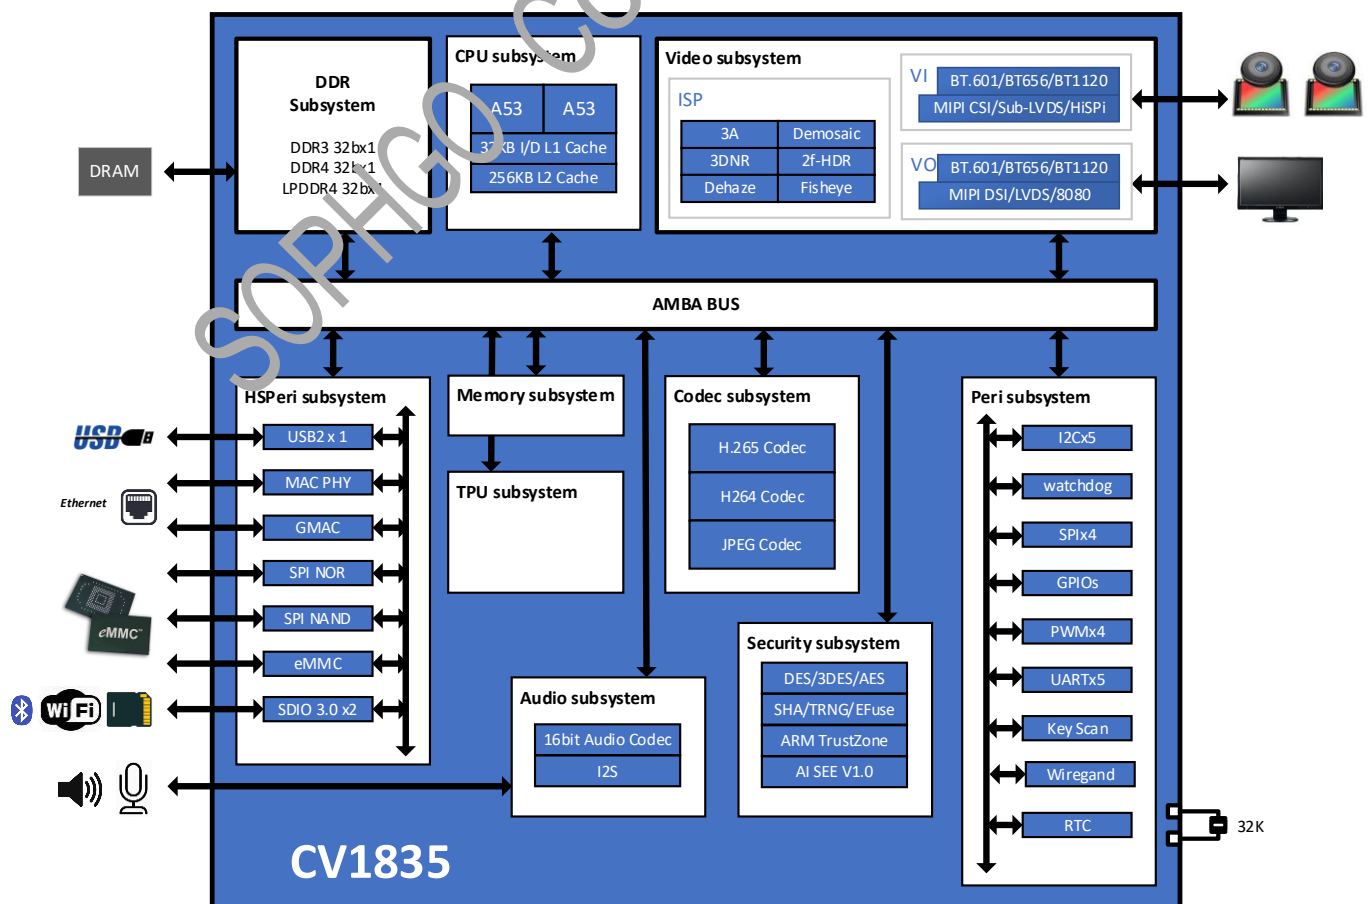 SOPHGO
DDR
Subsystem
DDR3 32bx1
DDR4 32bx1
LPDDR4 32bx1
DRAM
CPU subsystem
A53
A53
32KB I/D L1 Cache
256KB L2 Cache
Video subsystem
ISP
3A
Demosaic
3DNR
2f-HDR
Dehaze
Fisheye
VI
BT.601/BT656/BT1120
MIPI CSI/Sub-LVDS/HiSPi
VO
BT.601/BT656/BT1120
MIPI DSI/LVDS/8080
AMBA BUS
HSPeri subsystem
USB2 x 1
MAC PHY
GMAC
SPI NOR
SPI NAND
eMMC
SDIO 3.0 x2
USB
Ethernet
eMMC™
WiFi
Memory subsystem
TPU subsystem
Codec subsystem
H.265 Codec
H264 Codec
JPEG Codec
Audio subsystem
16bit Audio Codec
I2S
Security subsystem
DES/3DES/AES
SHA/TRNG/EFuse
ARM TrustZone
AI SEE V1.0
Peri subsystem
I2Cx5
watchdog
SPIx4
GPIOs
PWMx4
UARTx5
Key Scan
Wiregand
RTC
32K
CV1835